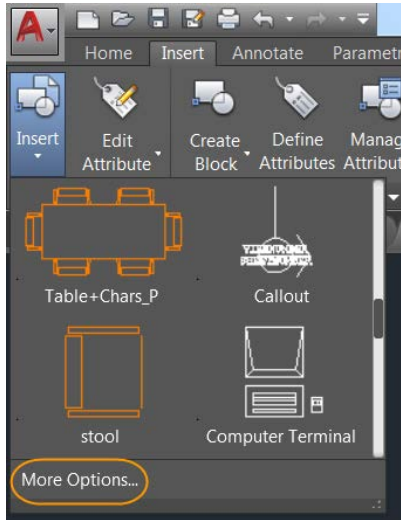 A
Home Insert Annotate Parametr
Insert Edit Attribute Create Block Define Attributes Manag Attribut
Table+Chars_P Callout
stool Computer Terminal
More Options...